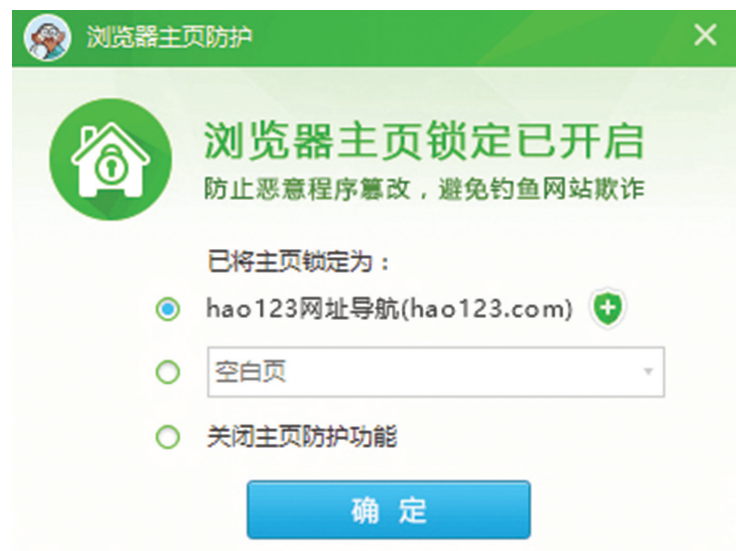 浏览器主页防护
浏览器主页锁定已开启
防止恶意程序篡改，避免钓鱼网站欺诈
已将主页锁定为：
hao123网址导航(hao123.com)
空白页
关闭主页防护功能
确 定